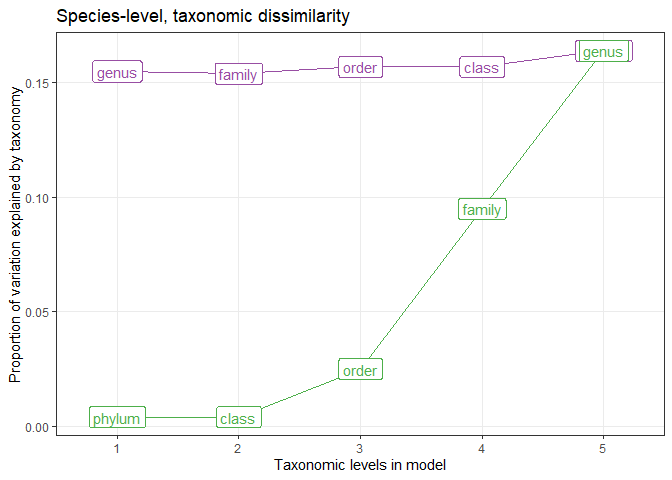 Species-level, taxonomic dissimilarity
Proportion of variation explained by taxonomy
0.15
0.10
0.05
0.00
genus
family
order
class
genus
family
order
phylum
class
1
2
3
4
5
Taxonomic levels in model